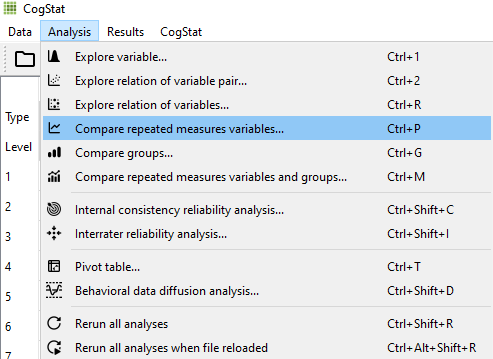 CogStat
Data Analysis Results CogStat
Explore variable... Ctrl+1
Explore relation of variable pair... Ctrl+2
Explore relation of variables... Ctrl+R
Type
Compare repeated measures variables... Ctrl+P
Level
Compare groups... Ctrl+G
1 Compare repeated measures variables and groups... Ctrl+M
2 Internal consistency reliability analysis... Ctrl+Shift+C
3 Interrater reliability analysis... Ctrl+Shift+I
4 Pivot table... Ctrl+T
5 Behavioral data diffusion analysis... Ctrl+Shift+D
6 Rerun all analyses Ctrl+Shift+R
7 Rerun all analyses when file reloaded Ctrl+Alt+Shift+R